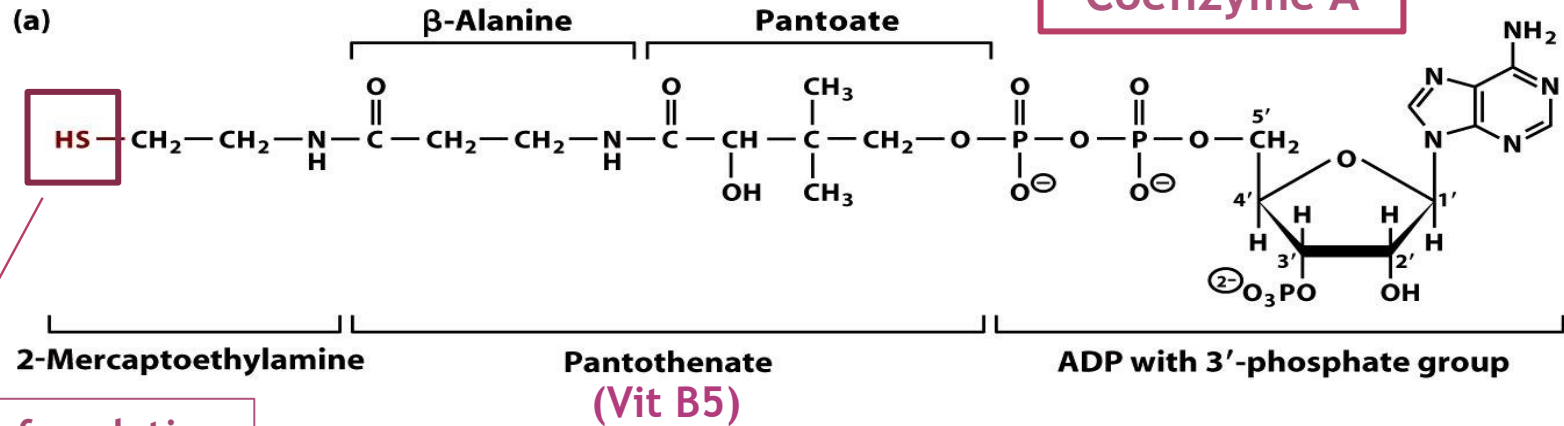 (a)
β-Alanine
Pantoate
Coenzyme A
NH₂
O O CH₃ O O N N
HS—CH₂—CH₂—N—C—CH₂—CH₂—N—C—CH—C—CH₂—O—P—O—P—O—CH₂
5′
H H OH CH₃ O⊖ O⊖ O N N
4′ H H 1′
H 3′ 2′ H
(2−)O₃PO OH
2-Mercaptoethylamine
Pantothenate
ADP with 3′-phosphate group
(Vit B5)